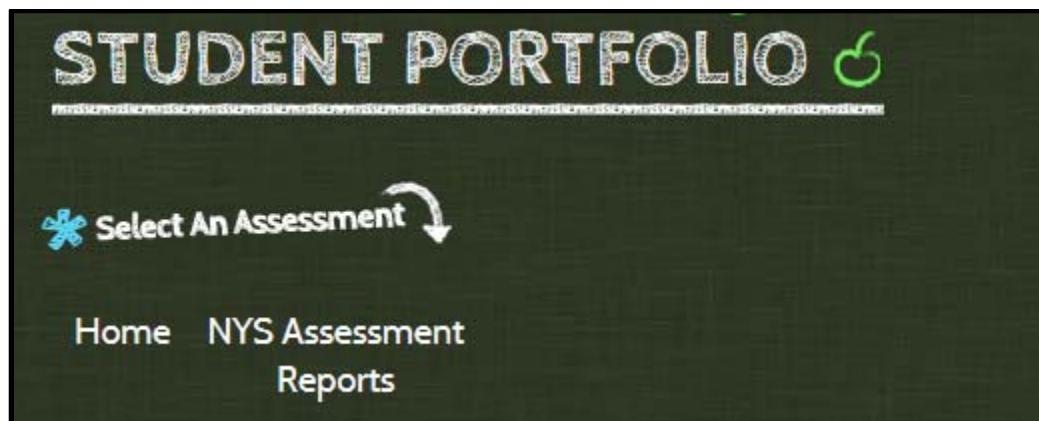 STUDENT PORTFOLIO
Select An Assessment
Home NYS Assessment
Reports